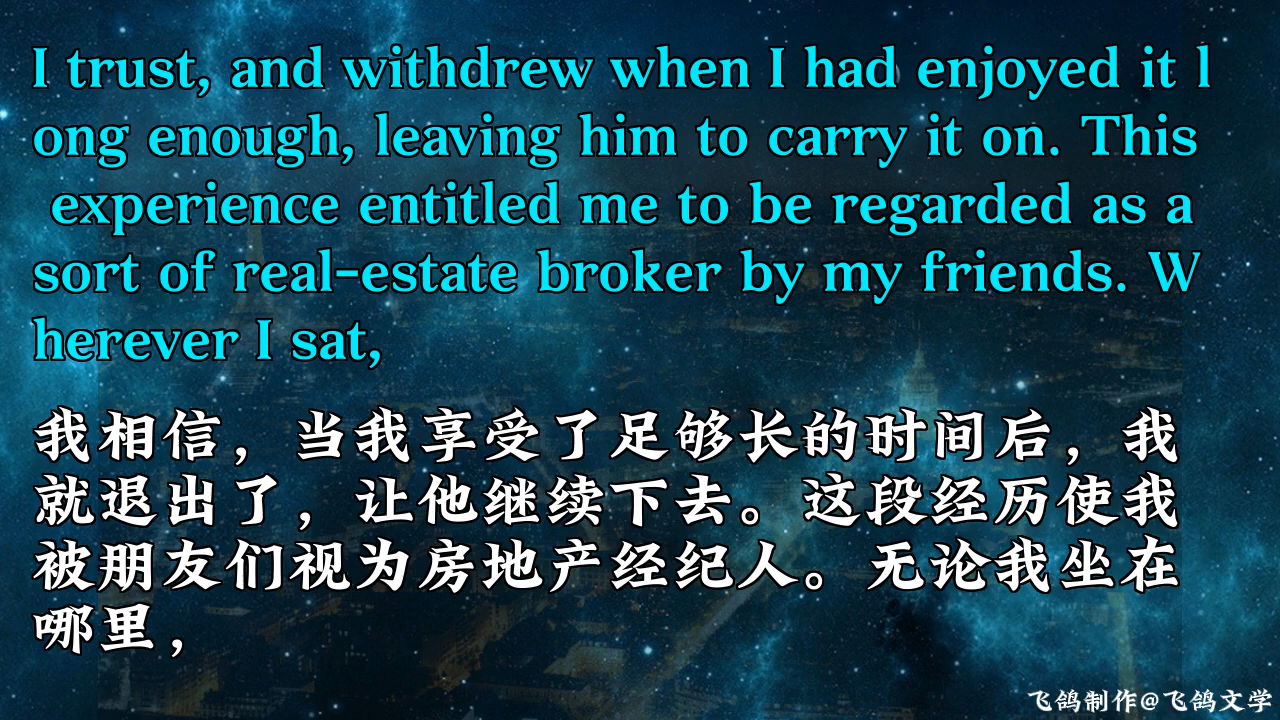 I trust, and withdrew when I had enjoyed it l
ong enough, leaving him to carry it on. This
experience entitled me to be regarded as a
sort of real-estate broker by my friends. W
herever I sat,
我相信，当我享受了足够长的时间后，我
就退出了，让他继续下去。这段经历使我
被朋友们视为房地产经纪人。无论我坐在
哪里，
飞鸽制作@飞鸽文学